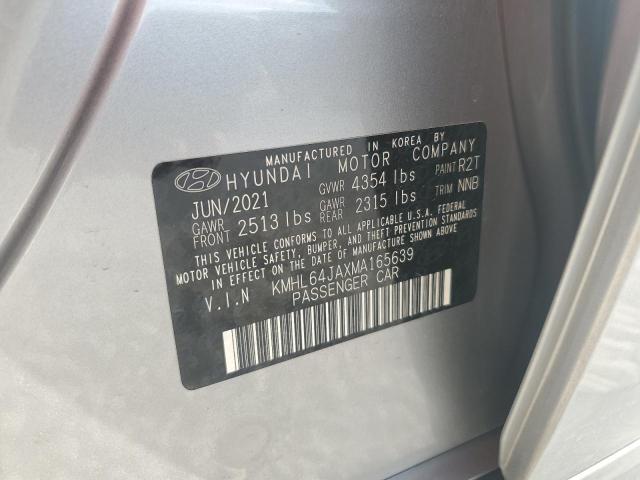 MANUFACTURED IN KOREA BY
HYUNDAI MOTOR COMPANY
JUN/2021 GVWR 4354 lbs PAINT R2T
GAWR FRONT 2513 lbs GAWR REAR 2315 lbs TRIM NNB
THIS VEHICLE CONFORMS TO ALL APPLICABLE U.S.A. FEDERAL
MOTOR VEHICLE SAFETY, BUMPER, AND THEFT PREVENTION STANDARDS
IN EFFECT ON THE DATE OF MANUFACTURE SHOWN ABOVE.
V.I.N KMHL64JAXMA165639
PASSENGER CAR